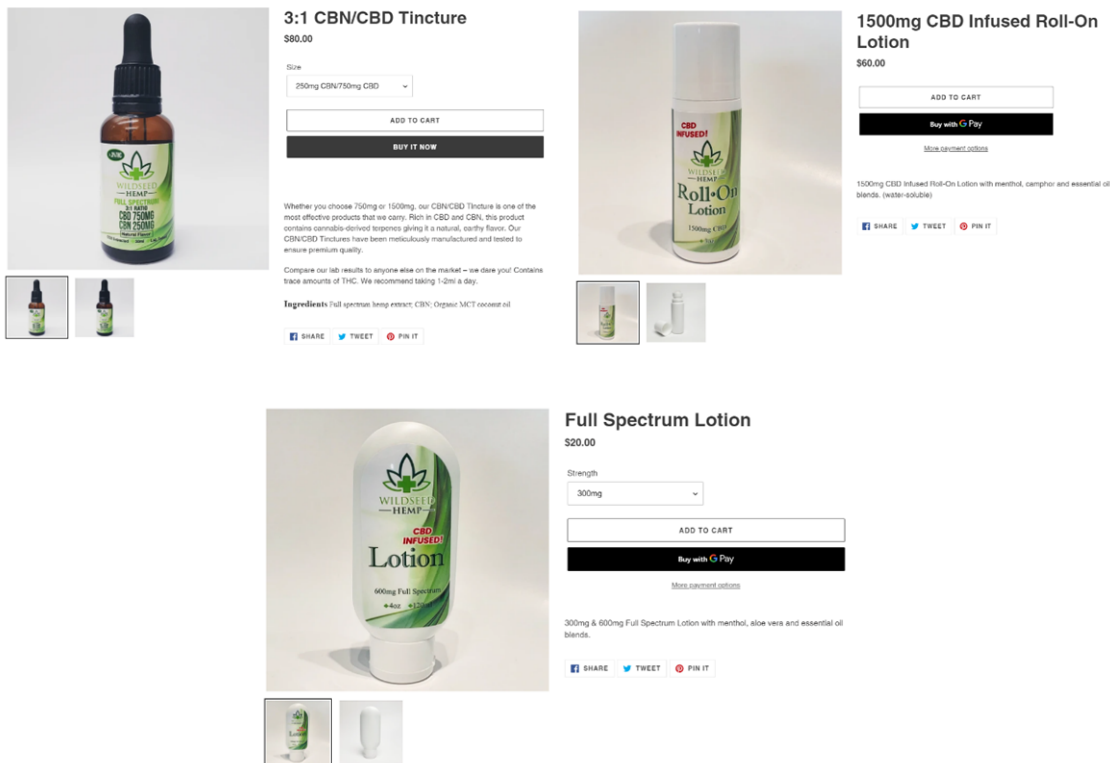 3:1 CBN/CBD Tincture
$80.00
Size
250mg CBN/750mg CBD
ADD TO CART
BUY IT NOW
Whether you choose 750mg or 1500mg, our CBN/CBD Tincture is one of the
most effective products that we carry. Rich in CBD and CBN, this product
contains cannabis-derived terpenes giving it a natural, earthy flavor. Our
CBN/CBD Tinctures have been meticulously manufactured and tested to
ensure premium quality.
Compare our lab results to anyone else on the market – we dare you! Contains
trace amounts of THC. We recommend taking 1-2ml a day.
Ingredients Full spectrum hemp extract; CBN; Organic MCT coconut oil
SHARE TWEET PIN IT
WILDSEED
HEMP
FULL SPECTRUM
3:1 RATIO
CBD 750MG
CBN 250MG
Natural Flavor
1500mg CBD Infused Roll-On
Lotion
$60.00
ADD TO CART
Buy with G Pay
More payment options
1500mg CBD Infused Roll-On Lotion with menthol, camphor and essential oil
blends. (water-soluble)
SHARE TWEET PIN IT
CBD
INFUSED!
WILDSEED
HEMP
Roll•On
Lotion
1500mg CBD
Full Spectrum Lotion
$20.00
Strength
300mg
ADD TO CART
Buy with G Pay
More payment options
300mg & 600mg Full Spectrum Lotion with menthol, aloe vera and essential oil
blends.
SHARE TWEET PIN IT
WILDSEED
HEMP
CBD
INFUSED!
Lotion
600mg Full Spectrum
4oz